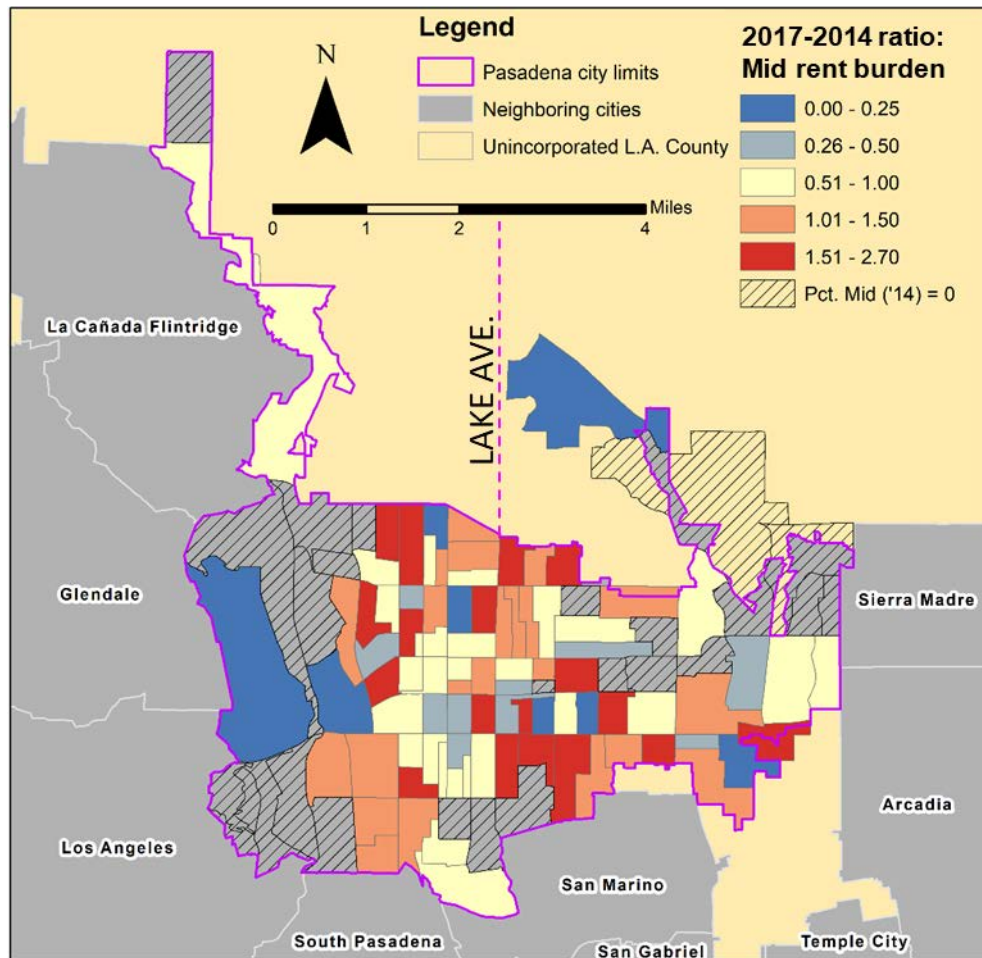 Legend
Pasadena city limits
Neighboring cities
Unincorporated L.A. County
2017-2014 ratio:
Mid rent burden
0.00 - 0.25
0.26 - 0.50
0.51 - 1.00
1.01 - 1.50
1.51 - 2.70
Pct. Mid ('14) = 0
N
Miles
0 1 2 4
LAKE AVE.
La Cañada Flintridge
Glendale
Sierra Madre
Los Angeles
Arcadia
San Marino
South Pasadena
San Gabriel
Temple City